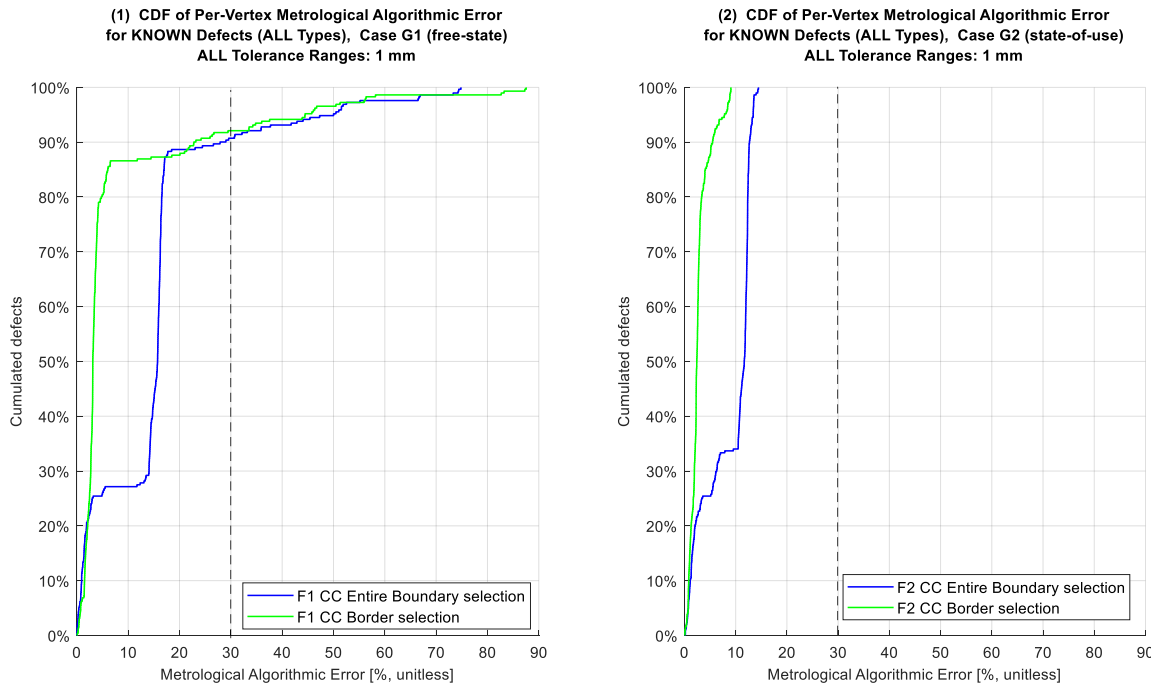 (1)  CDF of Per-Vertex Metrological Algorithmic Error
for KNOWN Defects (ALL Types),  Case G1 (free-state)
ALL Tolerance Ranges: 1 mm
100%
90%
80%
70%
60%
50%
40%
30%
20%
10%
0%
Cumulated defects
F1 CC Entire Boundary selection
F1 CC Border selection
0 10 20 30 40 50 60 70 80 90
Metrological Algorithmic Error [%, unitless]
(2)  CDF of Per-Vertex Metrological Algorithmic Error
for KNOWN Defects (ALL Types),  Case G2 (state-of-use)
ALL Tolerance Ranges: 1 mm
100%
90%
80%
70%
60%
50%
40%
30%
20%
10%
0%
Cumulated defects
F2 CC Entire Boundary selection
F2 CC Border selection
0 10 20 30 40 50 60 70 80 90
Metrological Algorithmic Error [%, unitless]